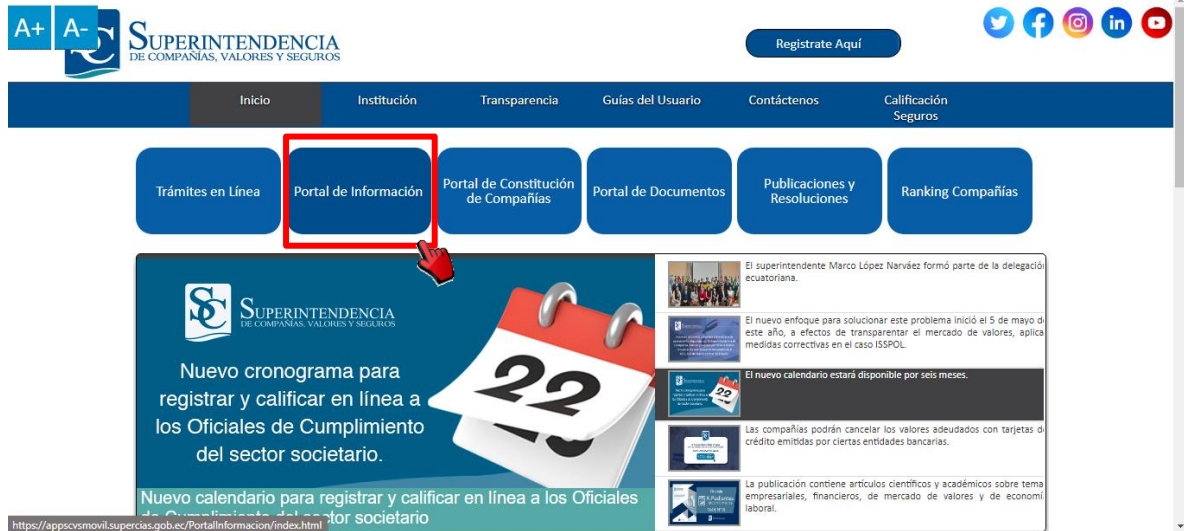 A+ A-
SUPERINTENDENCIA
DE COMPAÑÍAS, VALORES Y SEGUROS
Registrate Aquí
Inicio
Institución
Transparencia
Guías del Usuario
Contáctenos
Calificación
Seguros
Trámites en Línea
Portal de Información
Portal de Constitución
de Compañías
Portal de Documentos
Publicaciones y
Resoluciones
Ranking Compañías
SUPERINTENDENCIA
DE COMPAÑÍAS, VALORES Y SEGUROS
Nuevo cronograma para
registrar y calificar en línea a
los Oficiales de Cumplimiento
del sector societario.
22
Nuevo calendario para registrar y calificar en línea a los Oficiales
de Cumplimiento del sector societario
El superintendente Marco López Narváez formó parte de la delegación
ecuatoriana.
El nuevo enfoque para solucionar este problema inició el 5 de mayo de
este año, a efectos de transparentar el mercado de valores, aplica
medidas correctivas en el caso ISSPOL.
El nuevo calendario estará disponible por seis meses.
Las compañías podrán cancelar los valores adeudados con tarjetas de
crédito emitidas por ciertas entidades bancarias.
La publicación contiene artículos científicos y académicos sobre tema
empresariales, financieros, de mercado de valores y de economí
laboral.
https://appscvsmovil.supercias.gob.ec/PortalInformacion/index.html